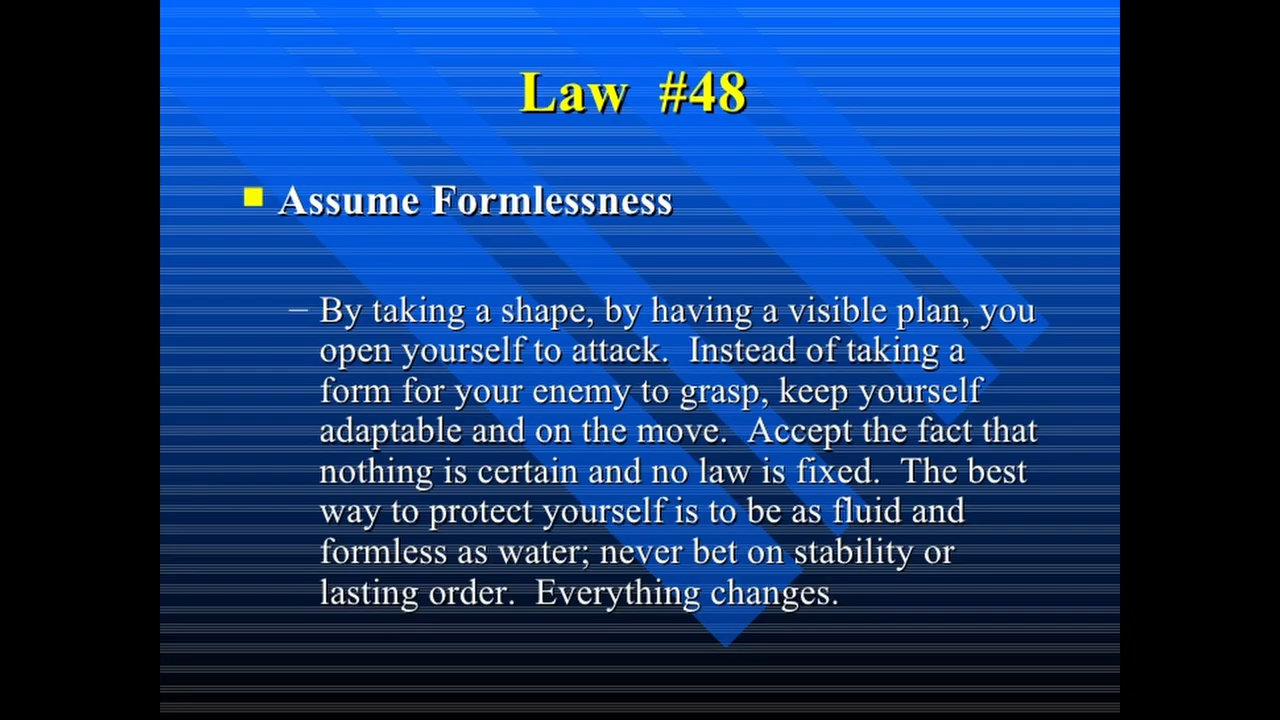 Law #48
Assume Formlessness
– By taking a shape, by having a visible plan, you
open yourself to attack. Instead of taking a
form for your enemy to grasp, keep yourself
adaptable and on the move. Accept the fact that
nothing is certain and no law is fixed. The best
way to protect yourself is to be as fluid and
formless as water; never bet on stability or
lasting order. Everything changes.